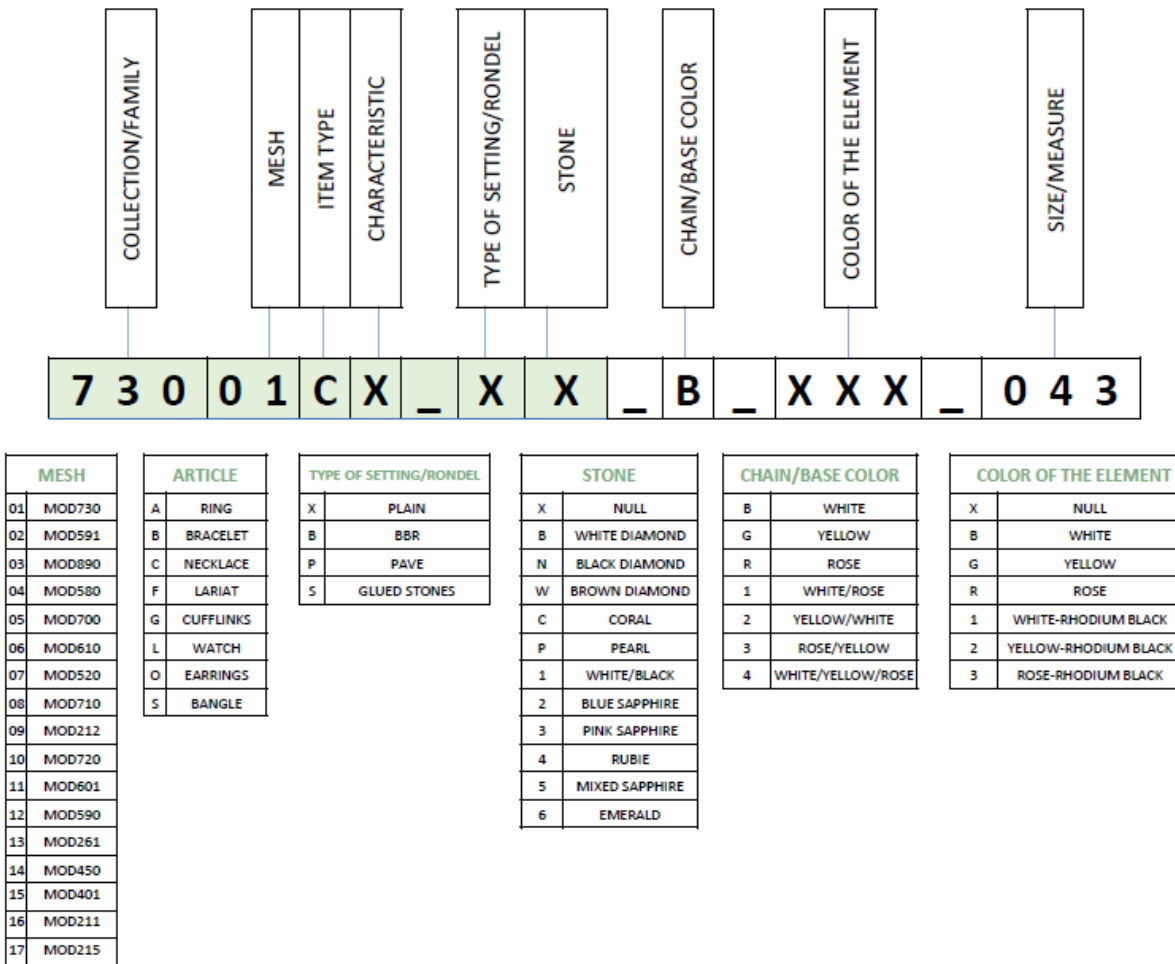 COLLECTION/FAMILY
MESH
ITEM TYPE
CHARACTERISTIC
TYPE OF SETTING/RONDEL
STONE
CHAIN/BASE COLOR
COLOR OF THE ELEMENT
SIZE/MEASURE
7 3 0 0 1 C X _ X X _ B _ X X X _ 0 4 3
MESH
01 MOD730
02 MOD591
03 MOD890
04 MOD580
05 MOD700
06 MOD610
07 MOD520
08 MOD710
09 MOD212
10 MOD720
11 MOD601
12 MOD590
13 MOD261
14 MOD450
15 MOD401
16 MOD211
17 MOD215
ARTICLE
A RING
B BRACELET
C NECKLACE
F LARIAT
G CUFFLINKS
L WATCH
O EARRINGS
S BANGLE
TYPE OF SETTING/RONDEL
X PLAIN
B BBR
P PAVE
S GLUED STONES
STONE
X NULL
B WHITE DIAMOND
N BLACK DIAMOND
W BROWN DIAMOND
C CORAL
P PEARL
1 WHITE/BLACK
2 BLUE SAPPHIRE
3 PINK SAPPHIRE
4 RUBIE
5 MIXED SAPPHIRE
6 EMERALD
CHAIN/BASE COLOR
B WHITE
G YELLOW
R ROSE
1 WHITE/ROSE
2 YELLOW/WHITE
3 ROSE/YELLOW
4 WHITE/YELLOW/ROSE
COLOR OF THE ELEMENT
X NULL
B WHITE
G YELLOW
R ROSE
1 WHITE-RHODIUM BLACK
2 YELLOW-RHODIUM BLACK
3 ROSE-RHODIUM BLACK